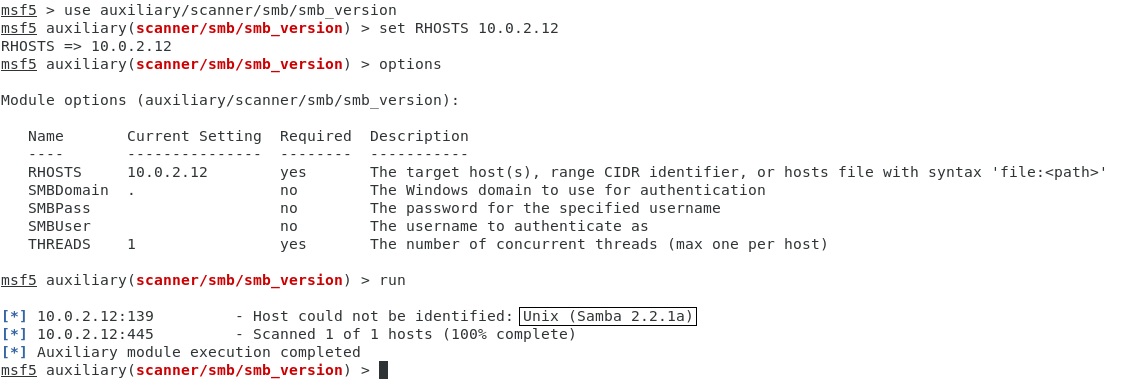 msf5 > use auxiliary/scanner/smb/smb_version
msf5 auxiliary(scanner/smb/smb_version) > set RHOSTS 10.0.2.12
RHOSTS => 10.0.2.12
msf5 auxiliary(scanner/smb/smb_version) > options
Module options (auxiliary/scanner/smb/smb_version):
Name       Current Setting  Required  Description
----       ---------------  --------  -----------
RHOSTS     10.0.2.12        yes       The target host(s), range CIDR identifier, or hosts file with syntax 'file:<path>'
SMBDomain  .                no        The Windows domain to use for authentication
SMBPass                     no        The password for the specified username
SMBUser                     no        The username to authenticate as
THREADS    1                yes       The number of concurrent threads (max one per host)
msf5 auxiliary(scanner/smb/smb_version) > run
[*] 10.0.2.12:139         - Host could not be identified: Unix (Samba 2.2.1a)
[*] 10.0.2.12:445         - Scanned 1 of 1 hosts (100% complete)
[*] Auxiliary module execution completed
msf5 auxiliary(scanner/smb/smb_version) >